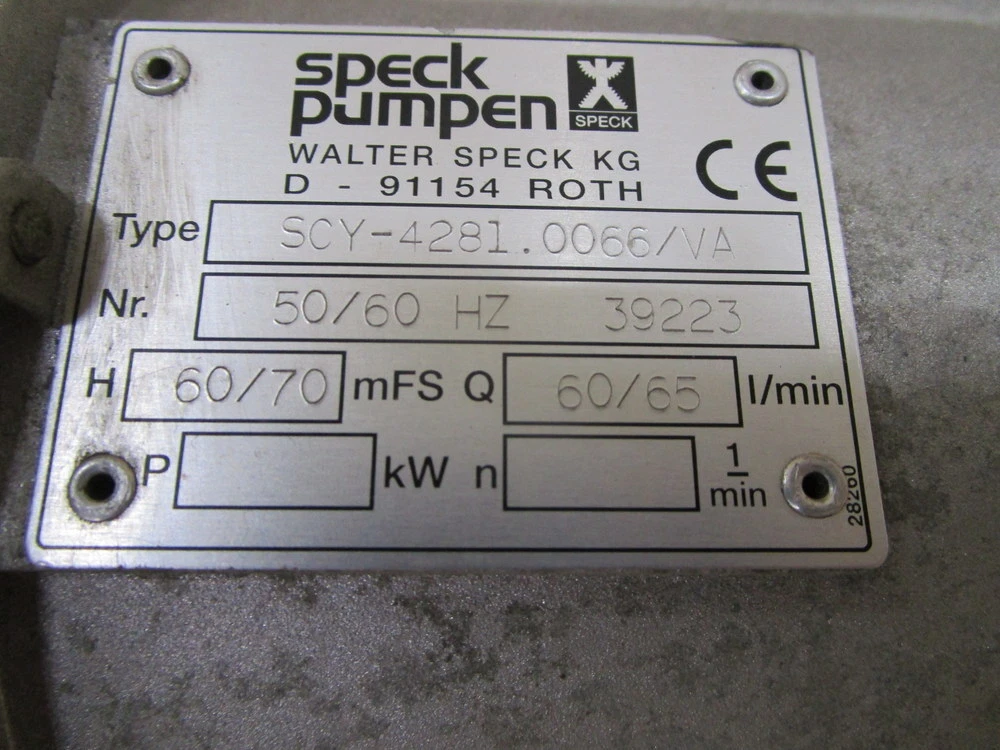 speck
pumpen
SPECK
WALTER SPECK KG
D - 91154 ROTH
CE
Type SCY-4281.0066/VA
Nr. 50/60 HZ 39223
H 60/70 mFS Q 60/65 l/min
P kW n 1/min
28260